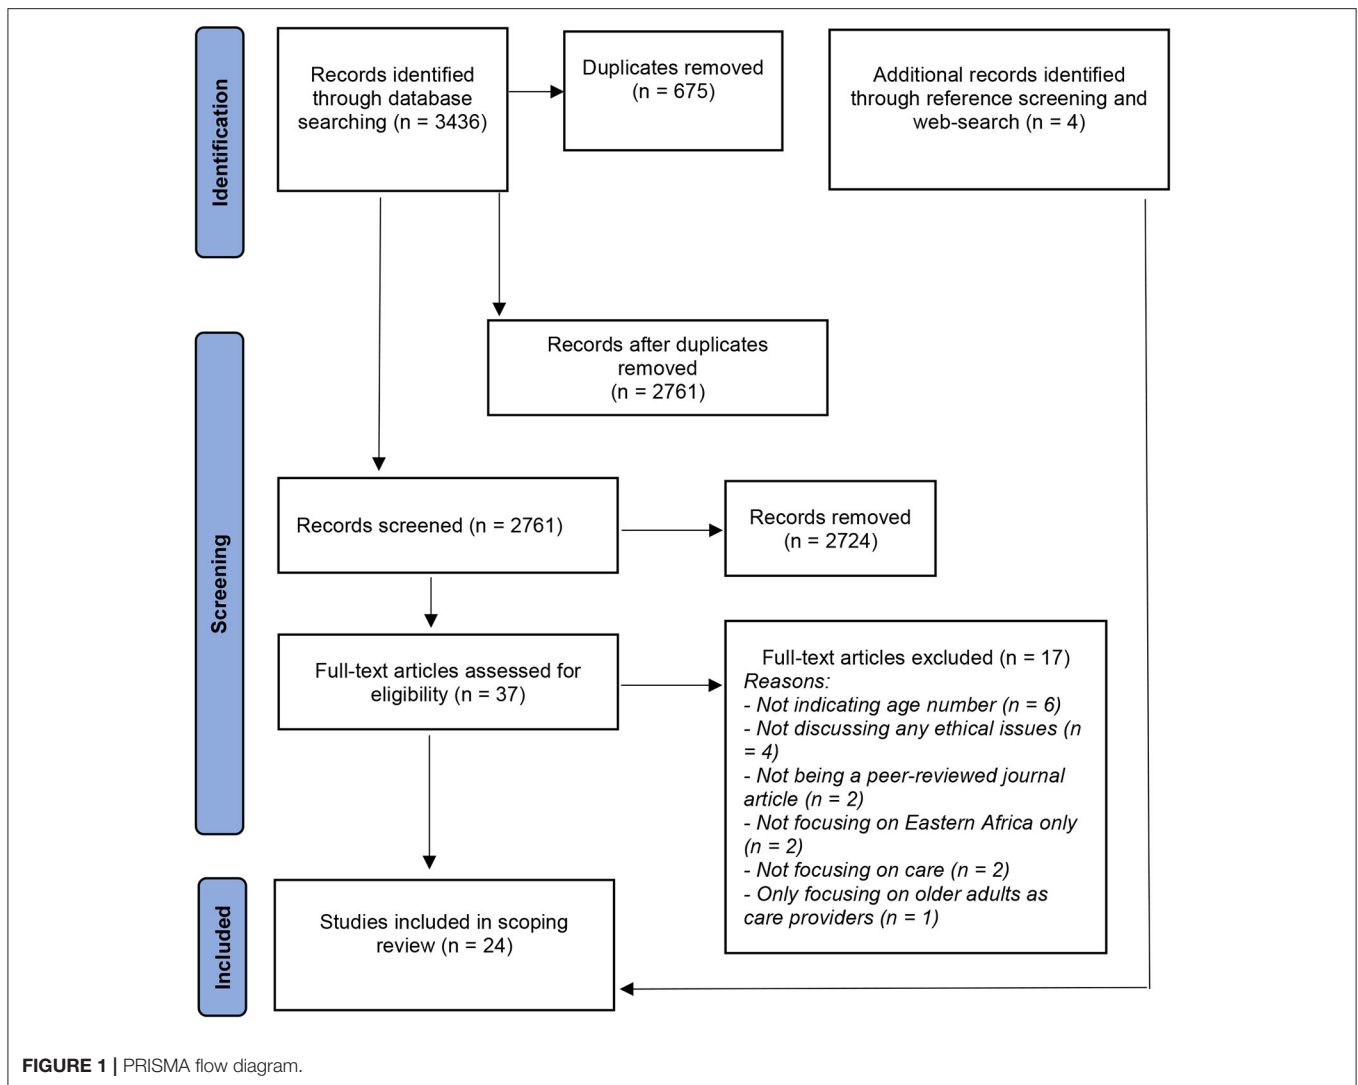 Identification
Records identified
through database
searching (n = 3436)
Duplicates removed
(n = 675)
Additional records identified
through reference screening and
web-search (n = 4)
Screening
Records after duplicates
removed
(n = 2761)
Records screened (n = 2761)
Records removed
(n = 2724)
Full-text articles assessed for
eligibility (n = 37)
Full-text articles excluded (n = 17)
Reasons:
- Not indicating age number (n = 6)
- Not discussing any ethical issues (n
= 4)
- Not being a peer-reviewed journal
article (n = 2)
- Not focusing on Eastern Africa only
(n = 2)
- Not focusing on care (n = 2)
- Only focusing on older adults as
care providers (n = 1)
Included
Studies included in scoping
review (n = 24)
FIGURE 1 | PRISMA flow diagram.